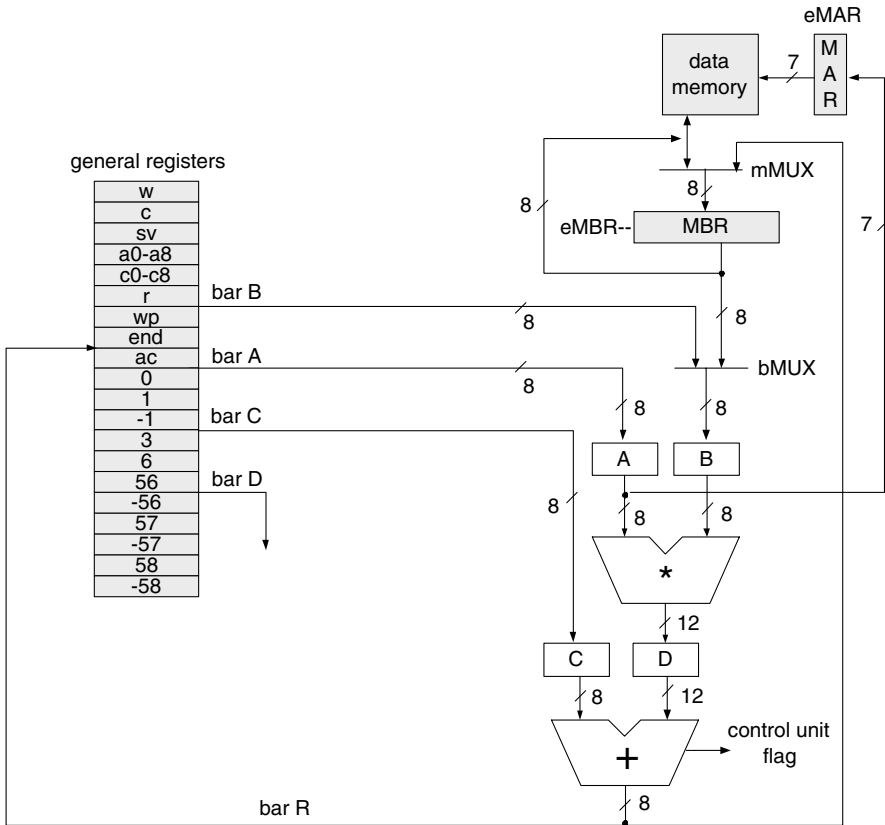 eMAR
data
memory
7
M
A
R
general registers
w
c
sv
a0-a8
c0-c8
r
wp
end
ac
0
1
-1
3
6
56
-56
57
-57
58
-58
mMUX
8
8
eMBR--
MBR
7
bar B
8
8
bar A
8
bMUX
8
8
bar C
A
B
bar D
8
8
8
*
12
C
D
8
12
+
control unit
flag
bar R
8